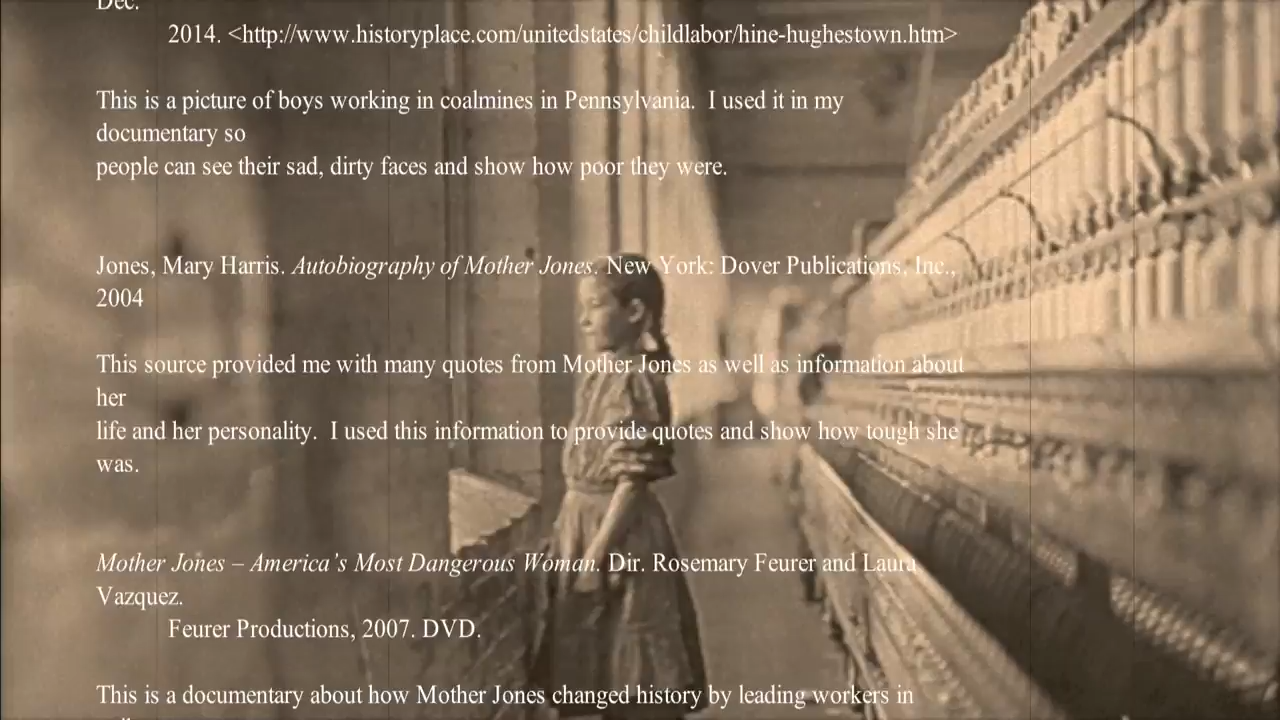 Dec.
2014. <http://www.historyplace.com/unitedstates/childlabor/hine-hughestown.htm>
This is a picture of boys working in coalmines in Pennsylvania.  I used it in my
documentary so
people can see their sad, dirty faces and show how poor they were.
Jones, Mary Harris. Autobiography of Mother Jones. New York: Dover Publications, Inc.,
2004
This source provided me with many quotes from Mother Jones as well as information about
her
life and her personality.  I used this information to provide quotes and show how tough she
was.
Mother Jones – America’s Most Dangerous Woman. Dir. Rosemary Feurer and Laura
Vazquez.
Feurer Productions, 2007. DVD.
This is a documentary about how Mother Jones changed history by leading workers in